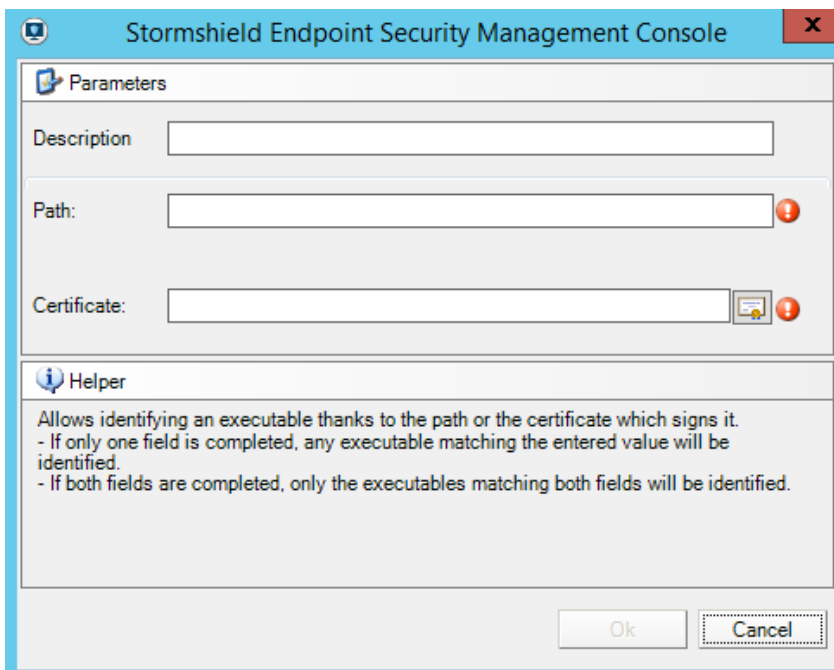 Stormshield Endpoint Security Management Console
x
Parameters
Description
Path:
Certificate:
Helper
Allows identifying an executable thanks to the path or the certificate which signs it.
- If only one field is completed, any executable matching the entered value will be
identified.
- If both fields are completed, only the executables matching both fields will be identified.
Ok
Cancel